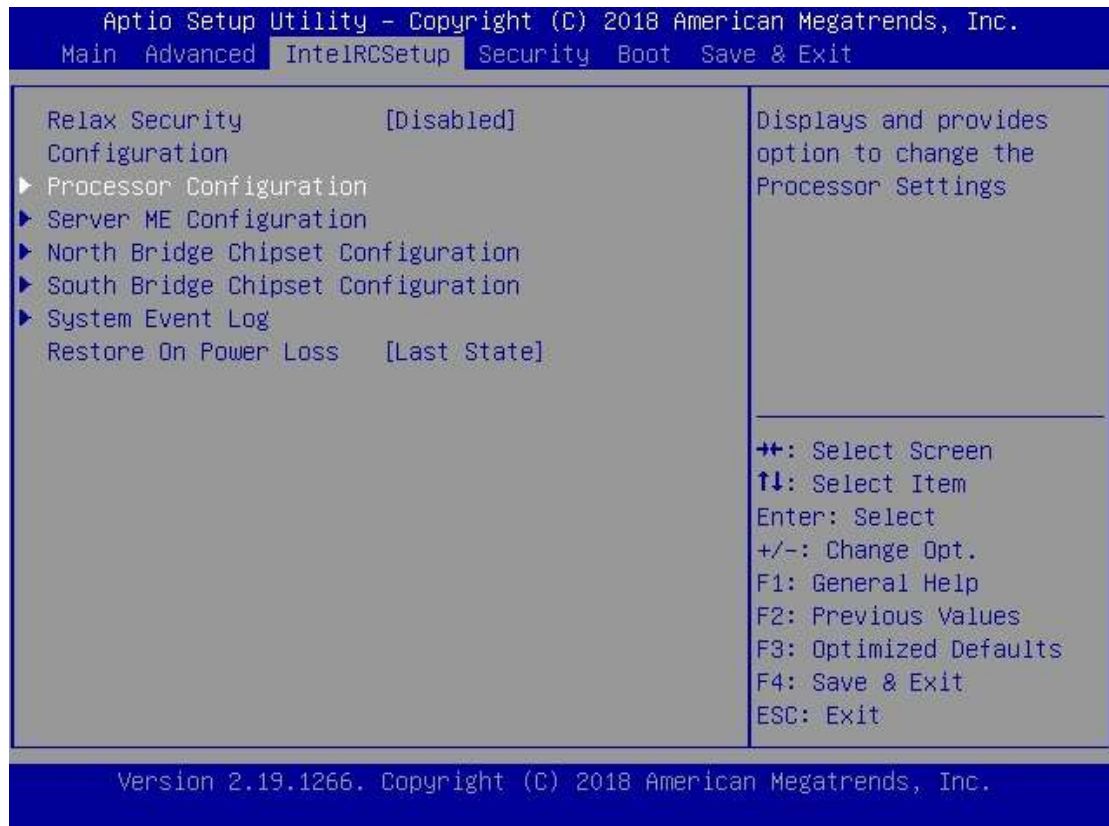 Aptio Setup Utility – Copyright (C) 2018 American Megatrends, Inc.
Main Advanced IntelRCSetup Security Boot Save & Exit
Relax Security [Disabled]
Configuration
Processor Configuration
Server ME Configuration
North Bridge Chipset Configuration
South Bridge Chipset Configuration
System Event Log
Restore On Power Loss [Last State]
Displays and provides
option to change the
Processor Settings
→←: Select Screen
↑↓: Select Item
Enter: Select
+/-: Change Opt.
F1: General Help
F2: Previous Values
F3: Optimized Defaults
F4: Save & Exit
ESC: Exit
Version 2.19.1266. Copyright (C) 2018 American Megatrends, Inc.